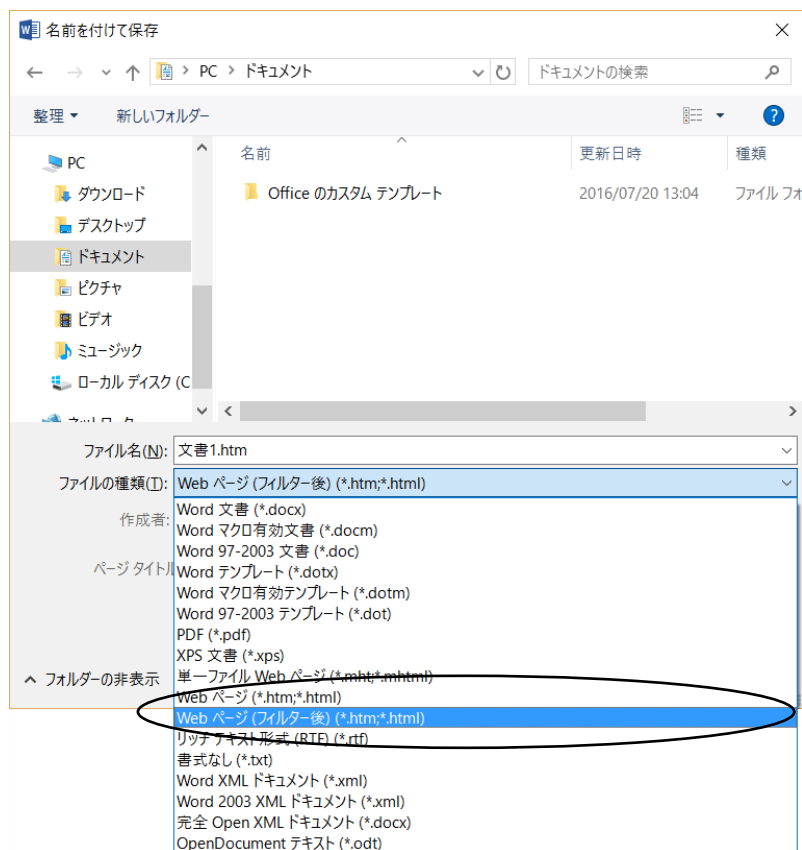 名前を付けて保存
PC > ドキュメント
ドキュメントの検索
整理
新しいフォルダー
PC
ダウンロード
デスクトップ
ドキュメント
ピクチャ
ビデオ
ミュージック
ローカル ディスク (C
名前
更新日時
種類
Office のカスタム テンプレート
2016/07/20 13:04
ファイル フォ
ファイル名(N): 文書1.htm
ファイルの種類(T): Web ページ (フィルター後) (*.htm;*.html)
作成者:
ページ タイトル
フォルダーの非表示
Word 文書 (*.docx)
Word マクロ有効文書 (*.docm)
Word 97-2003 文書 (*.doc)
Word テンプレート (*.dotx)
Word マクロ有効テンプレート (*.dotm)
Word 97-2003 テンプレート (*.dot)
PDF (*.pdf)
XPS 文書 (*.xps)
単一ファイル Web ページ (*.mht;*.mhtml)
Web ページ (*.htm;*.html)
Web ページ (フィルター後) (*.htm;*.html)
リッチ テキスト形式 (RTF) (*.rtf)
書式なし (*.txt)
Word XML ドキュメント (*.xml)
Word 2003 XML ドキュメント (*.xml)
完全 Open XML ドキュメント (*.docx)
OpenDocument テキスト (*.odt)